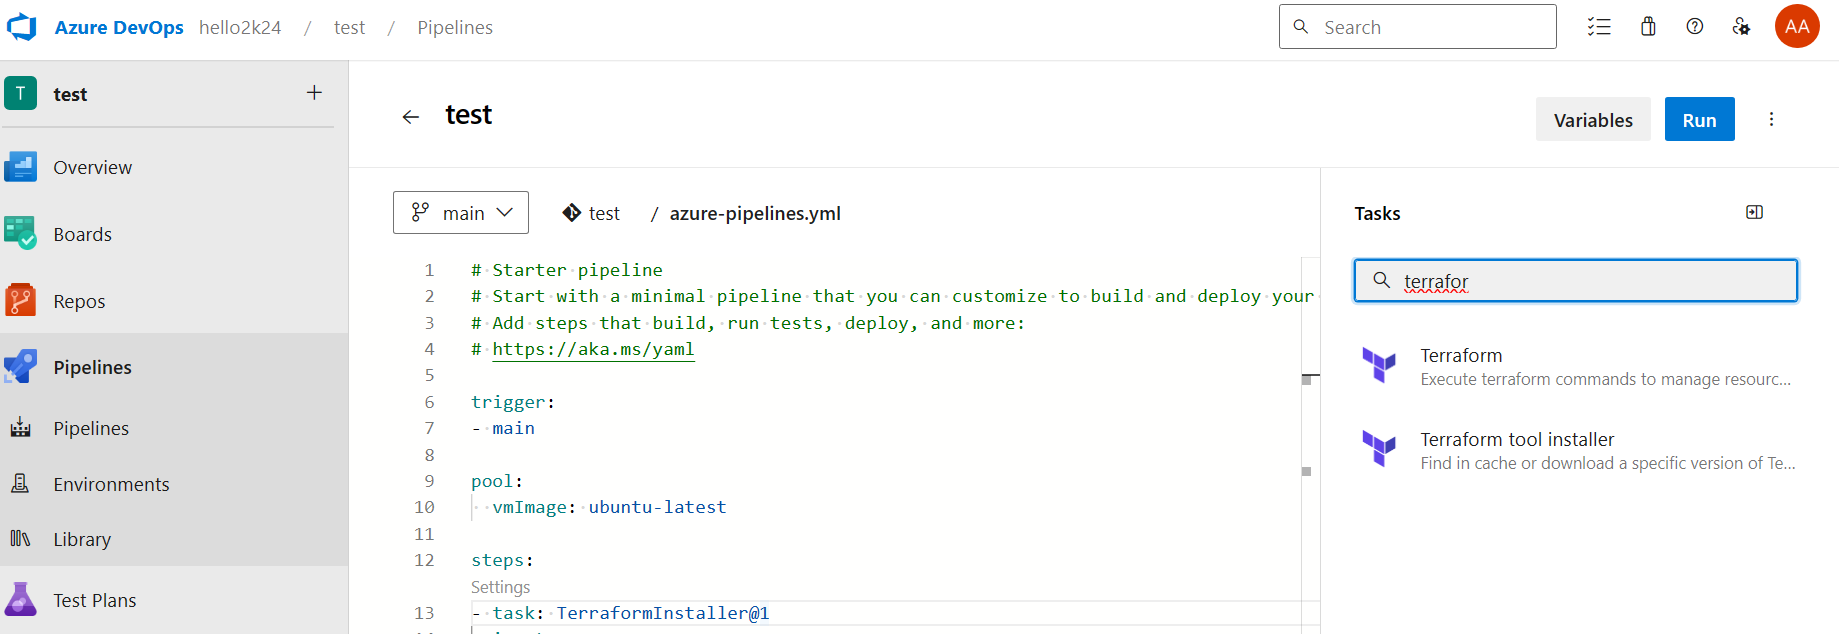 Azure DevOps hello2k24 / test / Pipelines
Search
AA
T test +
Overview
Boards
Repos
Pipelines
Pipelines
Environments
Library
Test Plans
test
Variables
Run
main
test / azure-pipelines.yml
1 # Starter pipeline
2 # Start with a minimal pipeline that you can customize to build and deploy your
3 # Add steps that build, run tests, deploy, and more:
4 # https://aka.ms/yaml
5
6 trigger:
7 - main
8
9 pool:
10 vmImage: ubuntu-latest
11
12 steps:
Settings
13 - task: TerraformInstaller@1
Tasks
terrafor
Terraform
Execute terraform commands to manage resourc...
Terraform tool installer
Find in cache or download a specific version of Te...